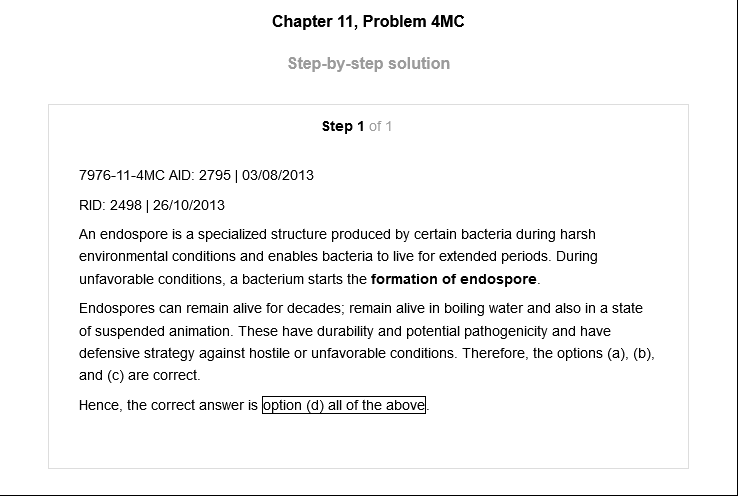 Chapter 11, Problem 4MC
Step-by-step solution
Step 1 of 1
7976-11-4MC AID: 2795 | 03/08/2013
RID: 2498 | 26/10/2013
An endospore is a specialized structure produced by certain bacteria during harsh
environmental conditions and enables bacteria to live for extended periods. During
unfavorable conditions, a bacterium starts the formation of endospore.
Endospores can remain alive for decades; remain alive in boiling water and also in a state
of suspended animation. These have durability and potential pathogenicity and have
defensive strategy against hostile or unfavorable conditions. Therefore, the options (a), (b),
and (c) are correct.
Hence, the correct answer is option (d) all of the above.